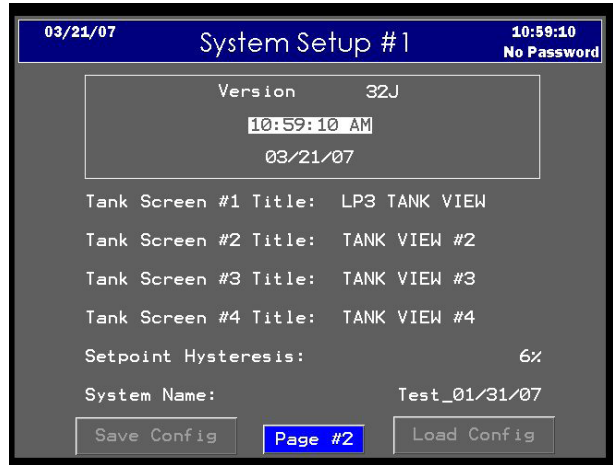 03/21/07 System Setup #1 10:59:10
No Password
Version 32J
10:59:10 AM
03/21/07
Tank Screen #1 Title: LP3 TANK VIEW
Tank Screen #2 Title: TANK VIEW #2
Tank Screen #3 Title: TANK VIEW #3
Tank Screen #4 Title: TANK VIEW #4
Setpoint Hysteresis: 6%
System Name: Test_01/31/07
Save Config Page #2 Load Config